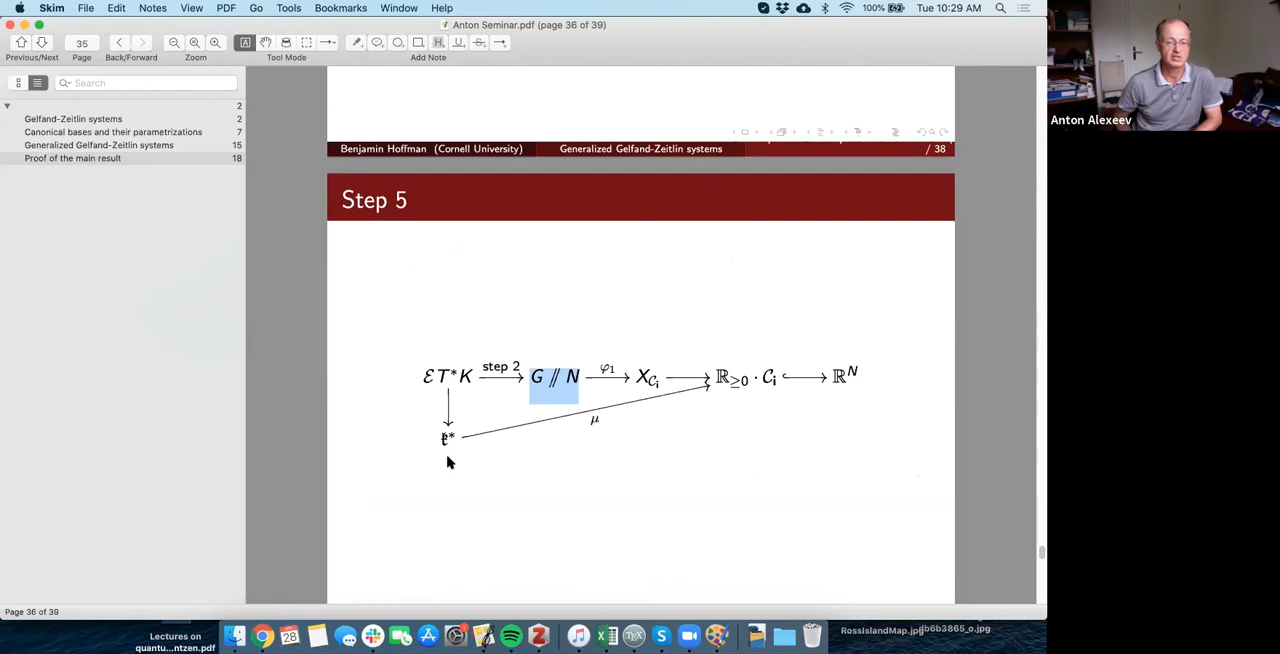 Skim File Edit View PDF Go Tools Bookmarks Window Help 100% Tue 10:29 AM
Anton Seminar.pdf (page 36 of 39)
35
Previous/Next Page Back/Forward Zoom Tool Mode Add Note
Search
2
Gelfand-Zeitlin systems 2
Canonical bases and their parametrizations 7
Generalized Gelfand-Zeitlin systems 15
Proof of the main result 18
Anton Alexeev
Benjamin Hoffman (Cornell University) Generalized Gelfand-Zeitlin systems / 38
Step 5
ℰT*K step 2 G // N φ₁ X_𝒞ᵢ ℝ≥0 · 𝒞ᵢ ℝᴺ
μ
Page 36 of 39
Lectures on
quantu...ntzen.pdf
28
RossIslandMap.jpg